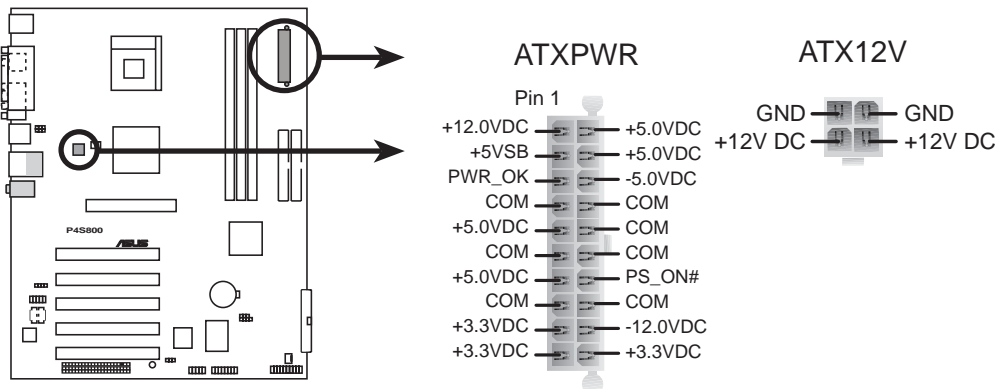 ATXPWR
ATX12V
Pin 1
+12.0VDC +5.0VDC
+5VSB +5.0VDC
PWR_OK -5.0VDC
COM COM
+5.0VDC COM
COM COM
+5.0VDC PS_ON#
COM COM
+3.3VDC -12.0VDC
+3.3VDC +3.3VDC
GND GND
+12V DC +12V DC
P4S800
ASUS